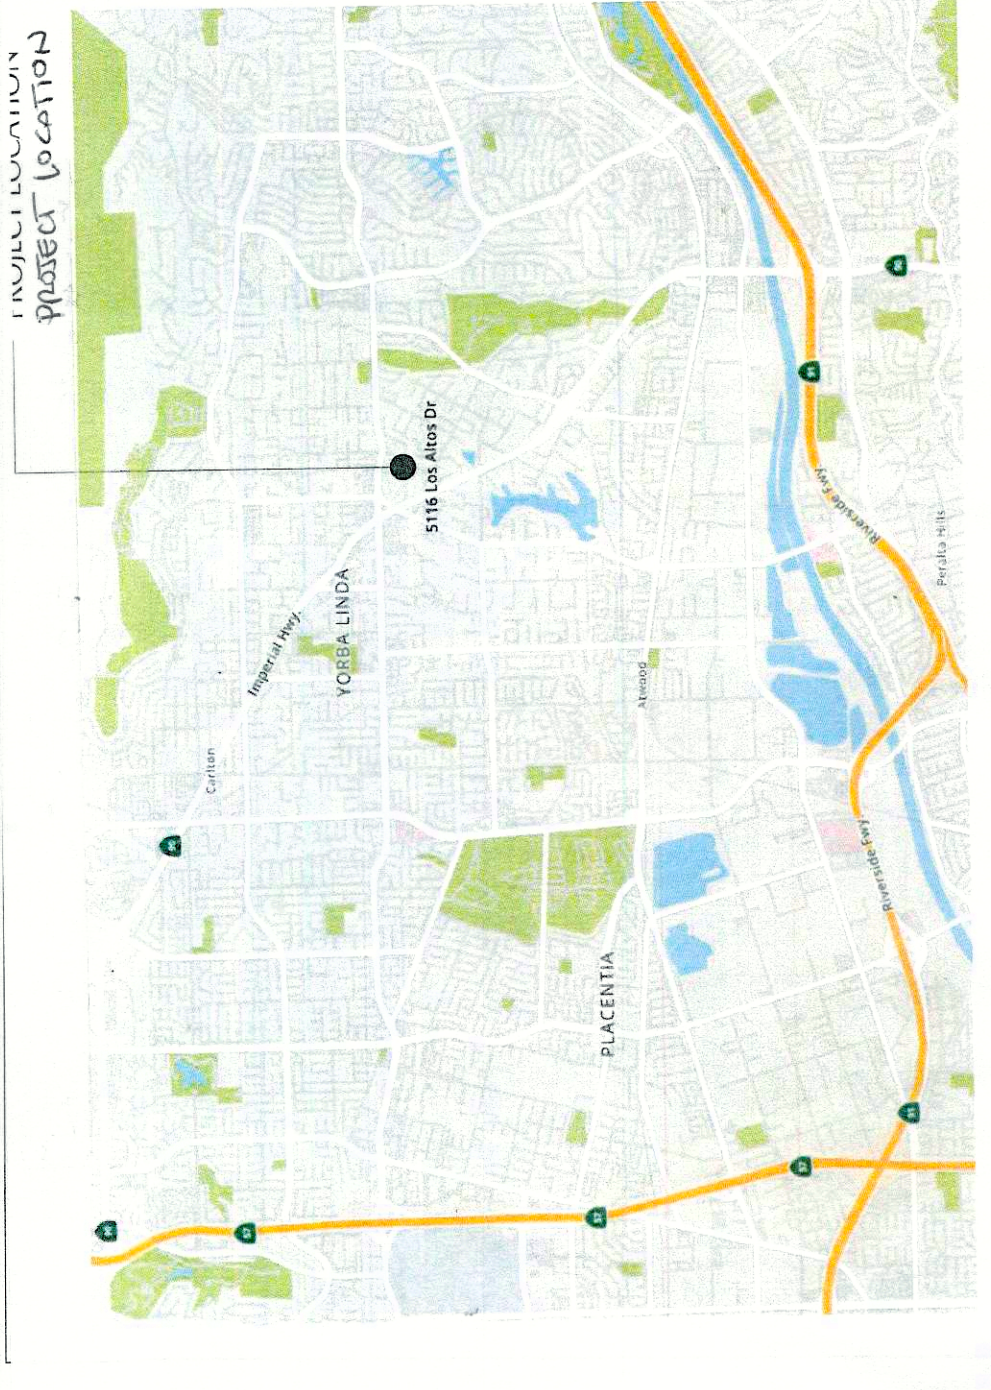 PROJECT LOCATION
PROJECT LOCATION
90
Carlton
Imperial Hwy.
YORBA LINDA
5116 Los Altos Dr
PLACENTIA
Atwood
Riverside Fwy.
Riverside Fwy.
Peralta Hills
90
91
90
57
57
57
91